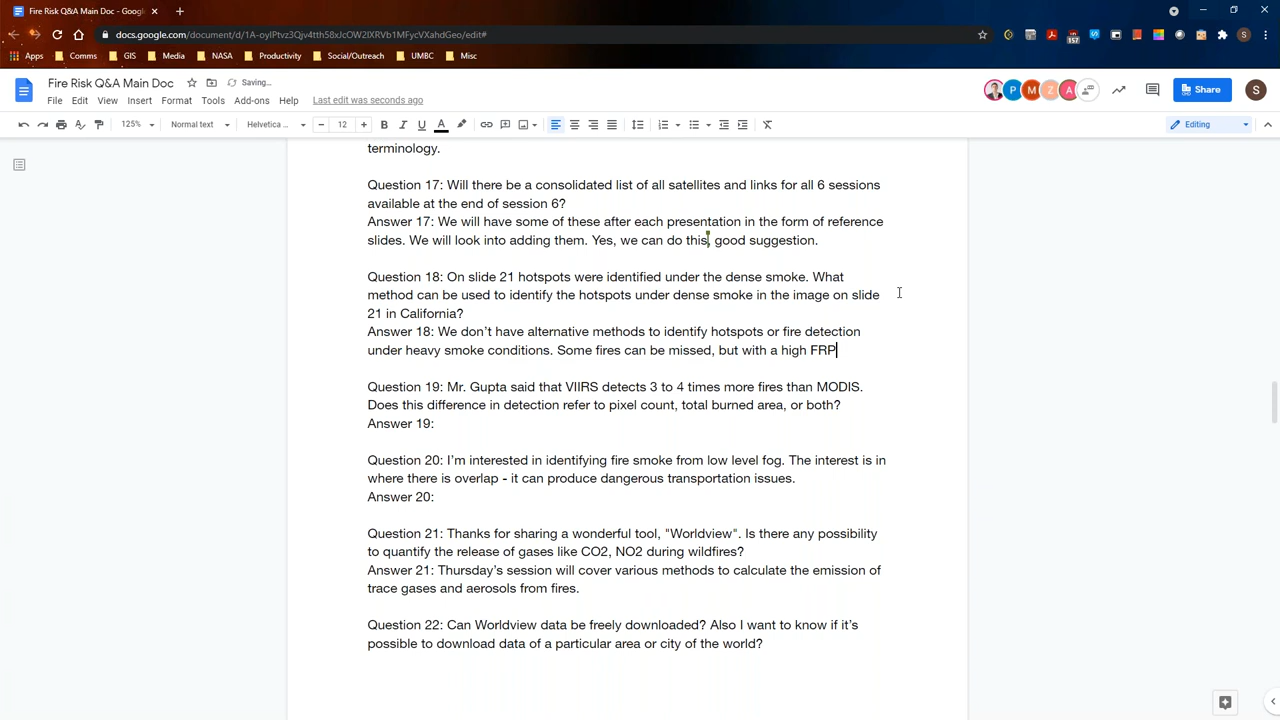 Fire Risk Q&A Main Doc - Google
docs.google.com/document/d/1A-oyIPtvz3Qjv4tth58xJcOW2IXRVb1MFycVXahdGeo/edit#
Apps Comms GIS Media NASA Productivity Social/Outreach UMBC Misc
Fire Risk Q&A Main Doc Saving...
File Edit View Insert Format Tools Add-ons Help Last edit was seconds ago
P M Z A Share S
125% Normal text Helvetica ... 12 B I U A Editing
terminology.
Question 17: Will there be a consolidated list of all satellites and links for all 6 sessions
available at the end of session 6?
Answer 17: We will have some of these after each presentation in the form of reference
slides. We will look into adding them. Yes, we can do this, good suggestion.
Question 18: On slide 21 hotspots were identified under the dense smoke. What
method can be used to identify the hotspots under dense smoke in the image on slide
21 in California?
Answer 18: We don't have alternative methods to identify hotspots or fire detection
under heavy smoke conditions. Some fires can be missed, but with a high FRP
Question 19: Mr. Gupta said that VIIRS detects 3 to 4 times more fires than MODIS.
Does this difference in detection refer to pixel count, total burned area, or both?
Answer 19:
Question 20: I'm interested in identifying fire smoke from low level fog. The interest is in
where there is overlap - it can produce dangerous transportation issues.
Answer 20:
Question 21: Thanks for sharing a wonderful tool, "Worldview". Is there any possibility
to quantify the release of gases like CO2, NO2 during wildfires?
Answer 21: Thursday's session will cover various methods to calculate the emission of
trace gases and aerosols from fires.
Question 22: Can Worldview data be freely downloaded? Also I want to know if it's
possible to download data of a particular area or city of the world?